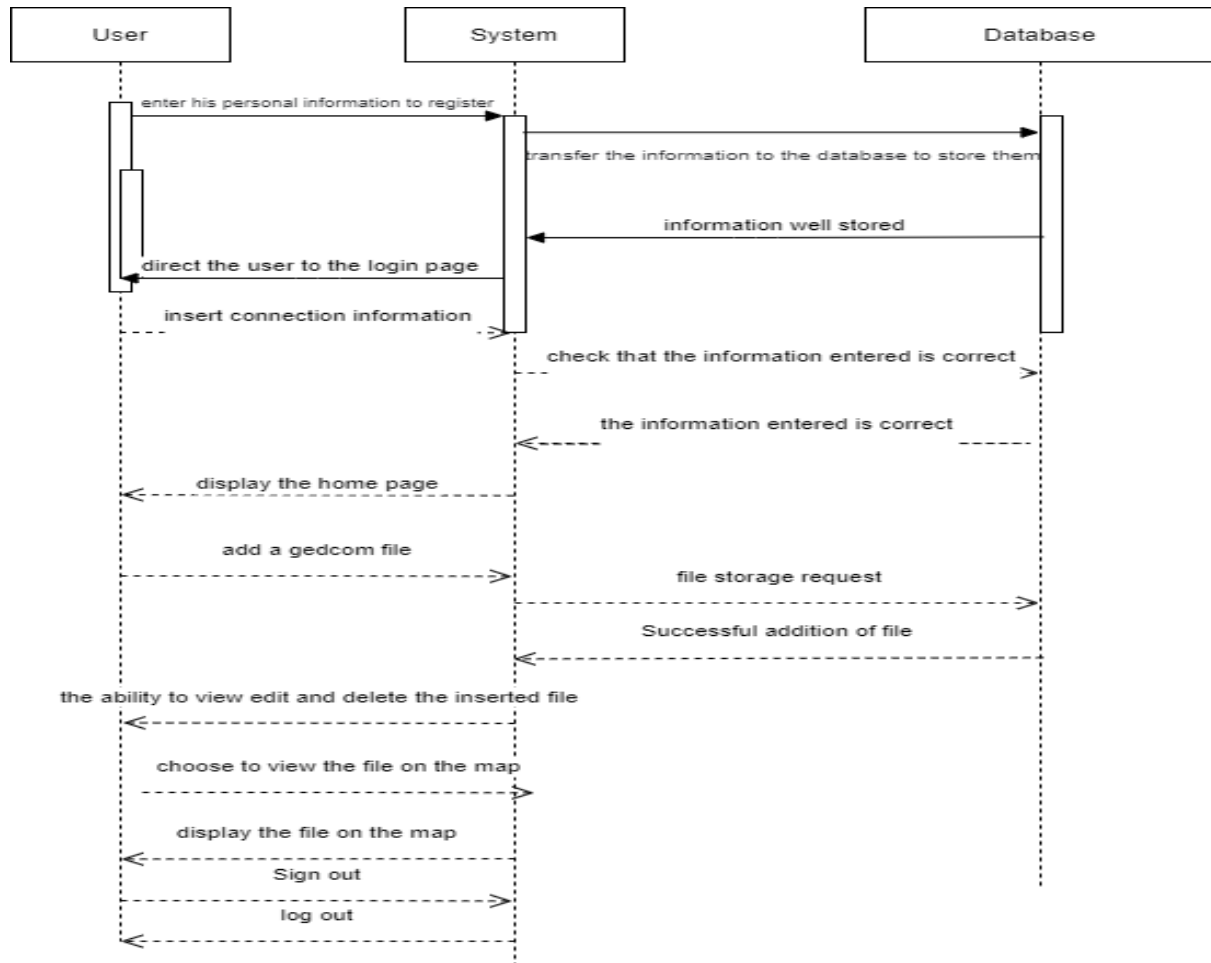 User
System
Database
enter his personal information to register
transfer the information to the database to store them
information well stored
direct the user to the login page
insert connection information
check that the information entered is correct
the information entered is correct
display the home page
add a gedcom file
file storage request
Successful addition of file
the ability to view edit and delete the inserted file
choose to view the file on the map
display the file on the map
Sign out
log out